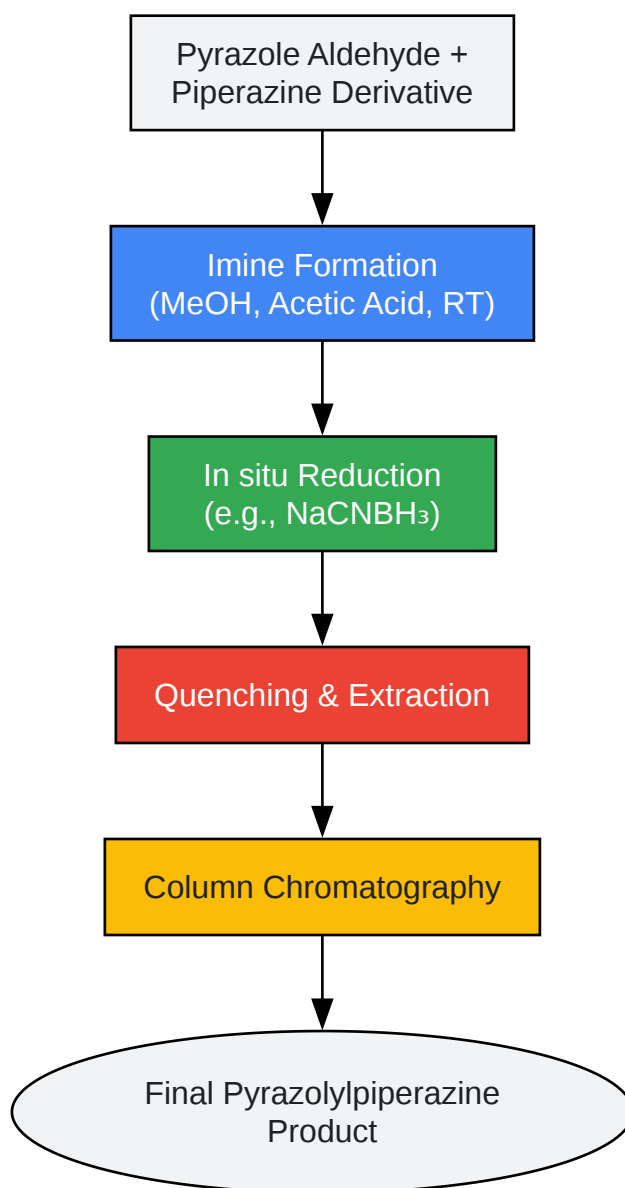 Pyrazole Aldehyde +
Piperazine Derivative
Imine Formation
(MeOH, Acetic Acid, RT)
In situ Reduction
(e.g., NaCNBH₃)
Quenching & Extraction
Column Chromatography
Final Pyrazolylpiperazine
Product